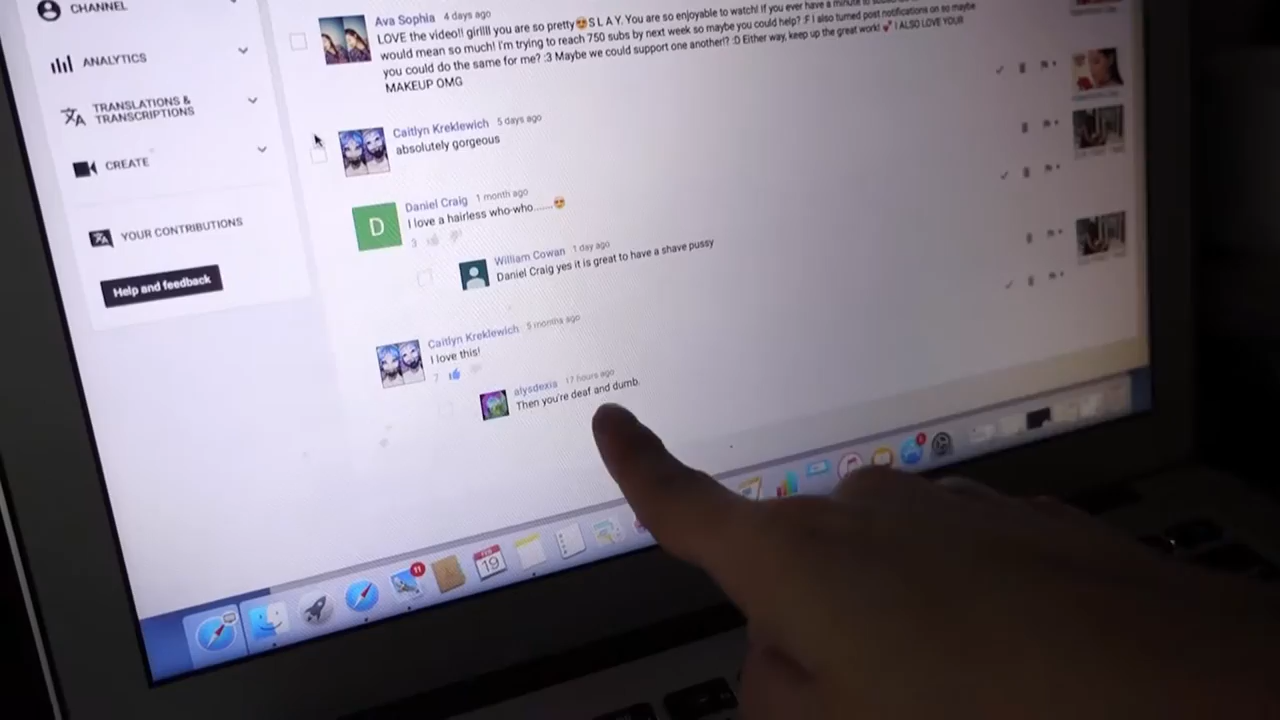 CHANNEL
ANALYTICS
TRANSLATIONS &
TRANSCRIPTIONS
CREATE
YOUR CONTRIBUTIONS
Help and feedback
Ava Sophia 4 days ago
LOVE the video!! girllll you are so pretty😍S L A Y. You are so enjoyable to watch! If you ever have a minute to
would mean so much! i'm trying to reach 750 subs by next week so maybe you could help? :F I also turned post notifications on so maybe
you could do the same for me? :3 Maybe we could support one another!? :D Either way, keep up the great work! 💕 I ALSO LOVE YOUR
MAKEUP OMG
Caitlyn Kreklewich 5 days ago
absolutely gorgeous
Daniel Craig 1 month ago
I love a hairless who-who.......😍
3
William Cowan 1 day ago
Daniel Craig yes it is great to have a shave pussy
Caitlyn Kreklewich 5 months ago
I love this!
7
alysdexia 17 hours ago
Then you're deaf and dumb.
D
11
19